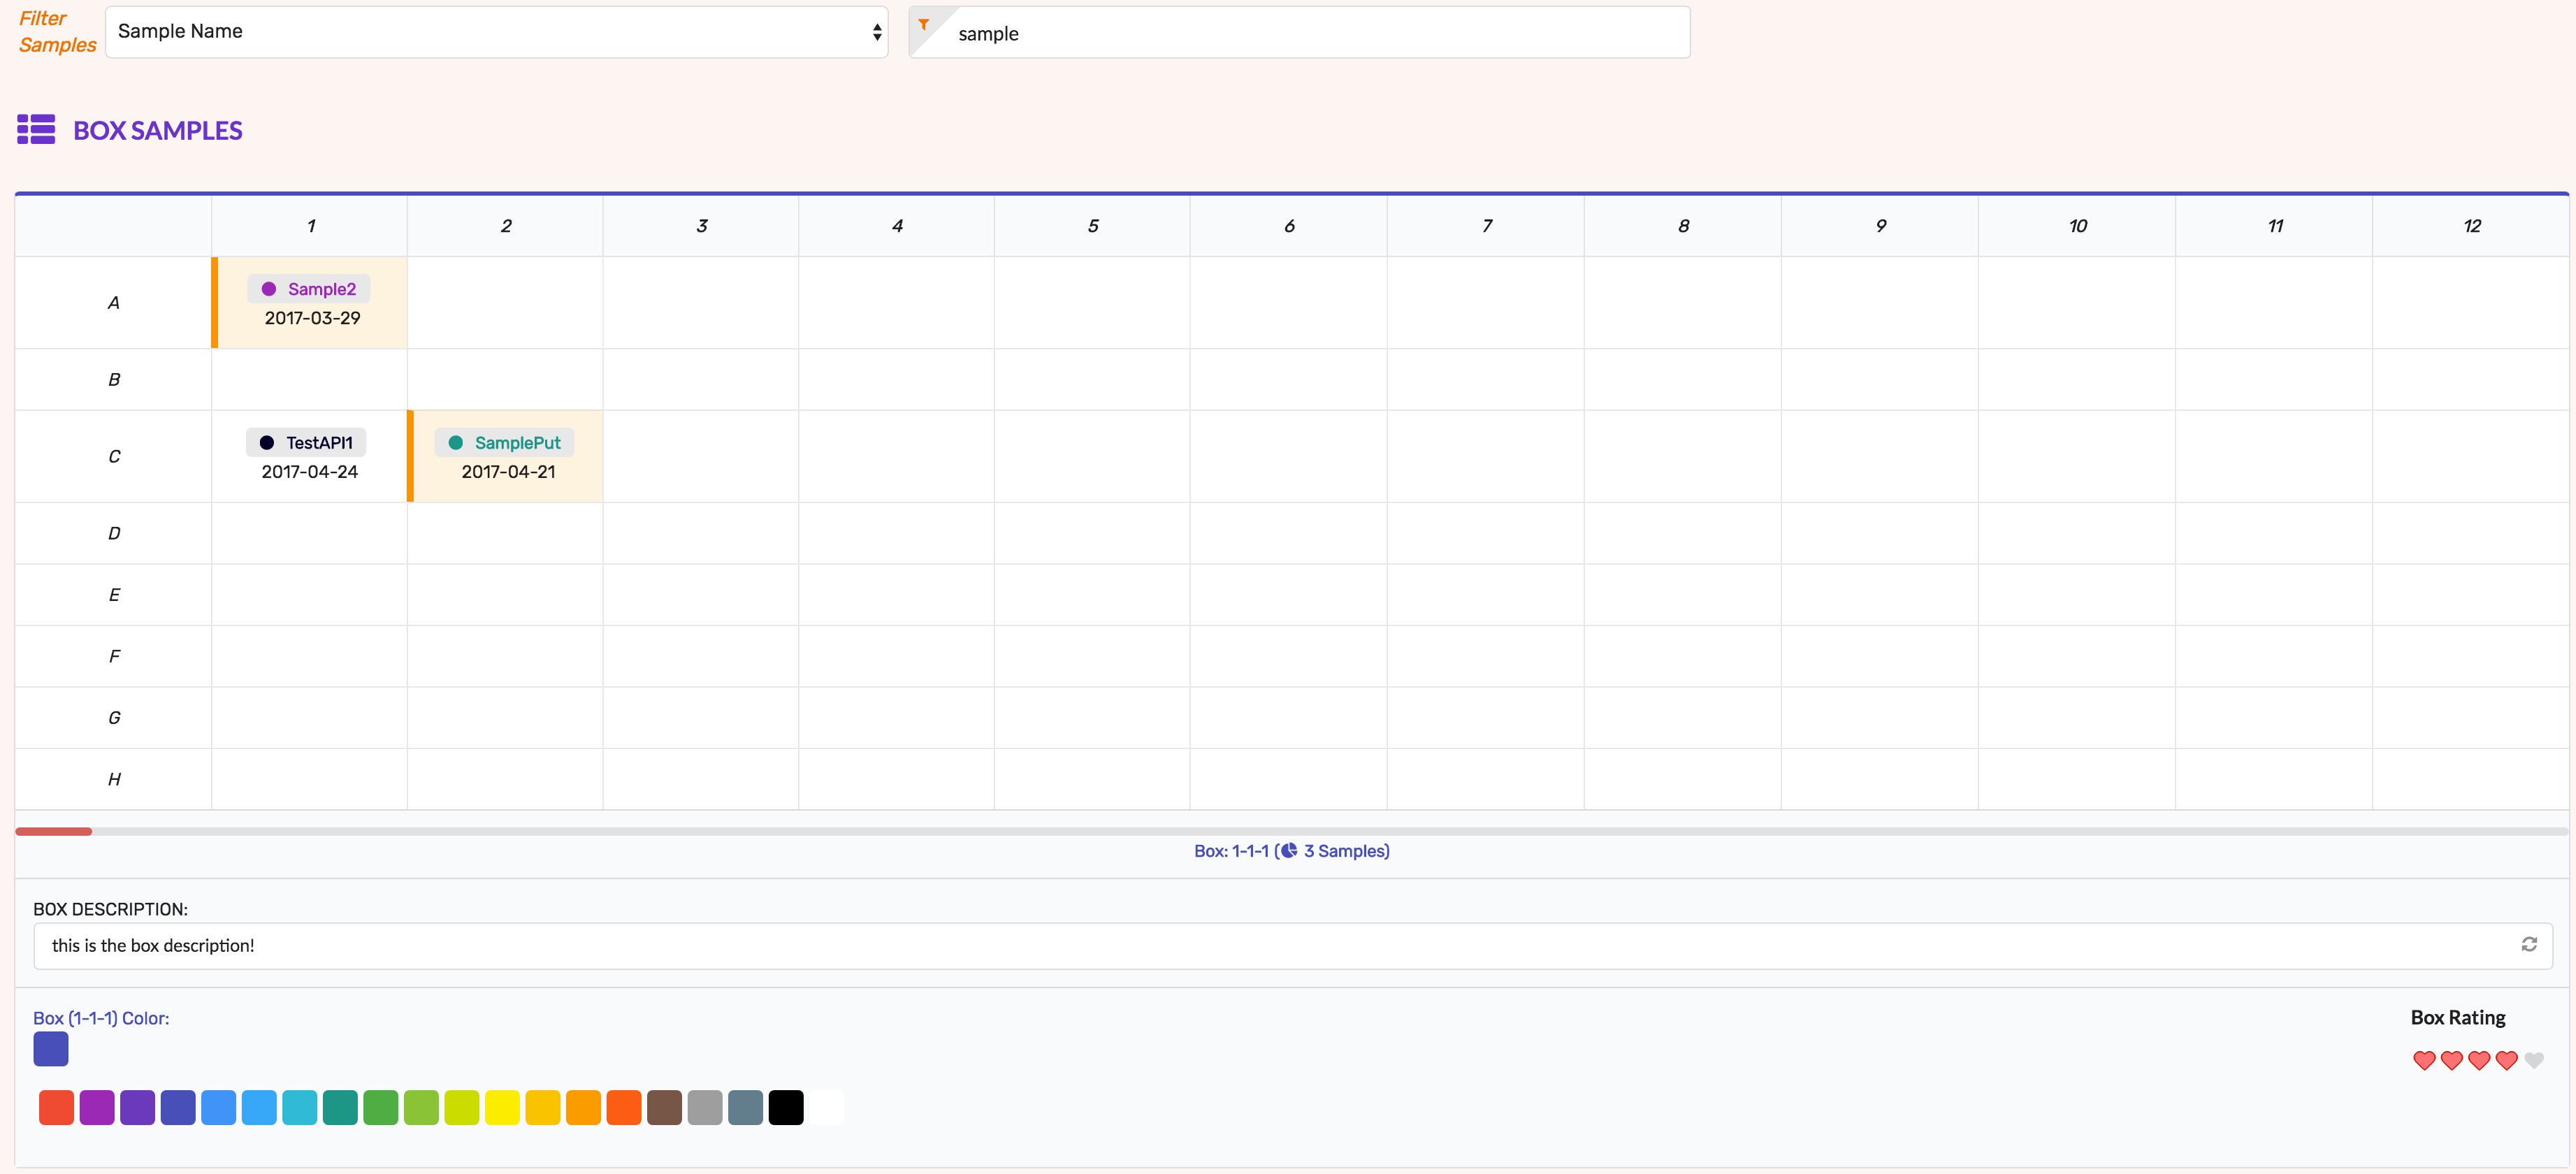 Filter
Samples
Sample Name
sample
BOX SAMPLES
1 2 3 4 5 6 7 8 9 10 11 12
A
Sample2
2017-03-29
B
C
TestAPI1
2017-04-24
SamplePut
2017-04-21
D
E
F
G
H
Box: 1-1-1 ( 3 Samples)
BOX DESCRIPTION:
this is the box description!
Box (1-1-1) Color:
Box Rating